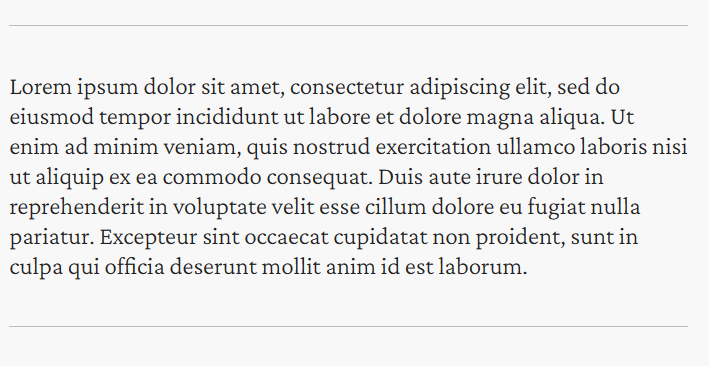 Lorem ipsum dolor sit amet, consectetur adipiscing elit, sed do
eiusmod tempor incididunt ut labore et dolore magna aliqua. Ut
enim ad minim veniam, quis nostrud exercitation ullamco laboris nisi
ut aliquip ex ea commodo consequat. Duis aute irure dolor in
reprehenderit in voluptate velit esse cillum dolore eu fugiat nulla
pariatur. Excepteur sint occaecat cupidatat non proident, sunt in
culpa qui officia deserunt mollit anim id est laborum.